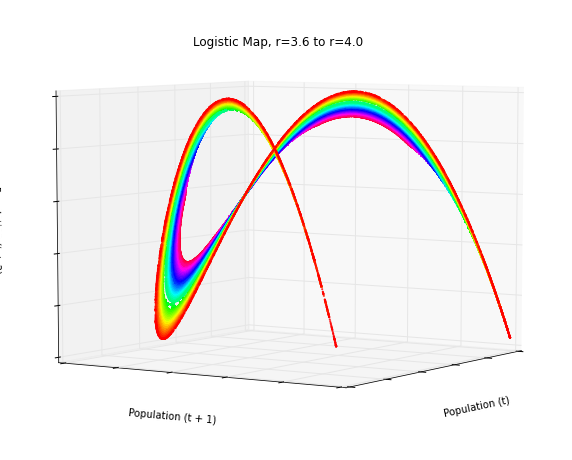 Logistic Map, r=3.6 to r=4.0
Population (t + 1)
Population (t)